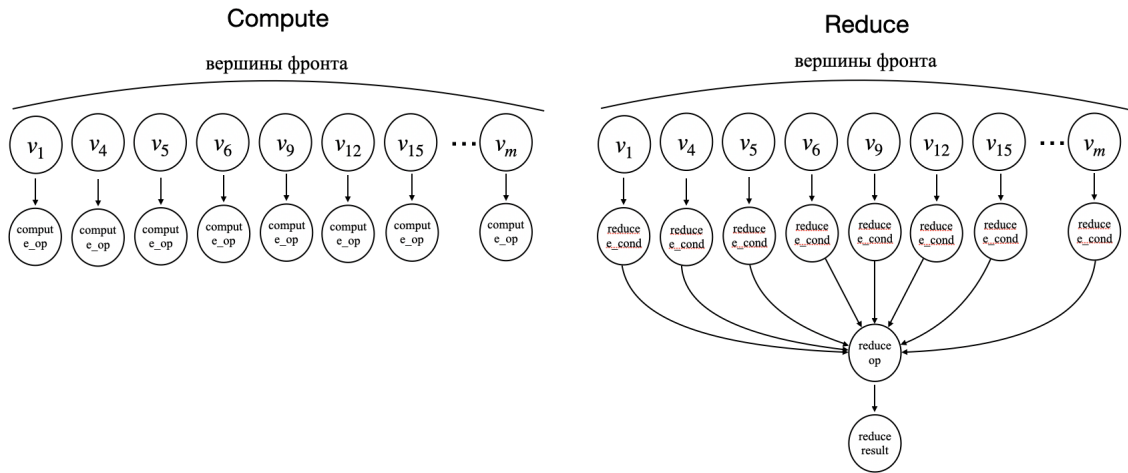 Compute
вершины фронта
v1 v4 v5 v6 v9 v12 v15 ... vm
comput comput comput comput comput comput comput comput
e_op e_op e_op e_op e_op e_op e_op e_op
Reduce
вершины фронта
v1 v4 v5 v6 v9 v12 v15 ... vm
reduce reduce reduce reduce reduce reduce reduce reduce
e_cond e_cond e_cond e_cond e_cond e_cond e_cond e_cond
reduce
op
reduce
result